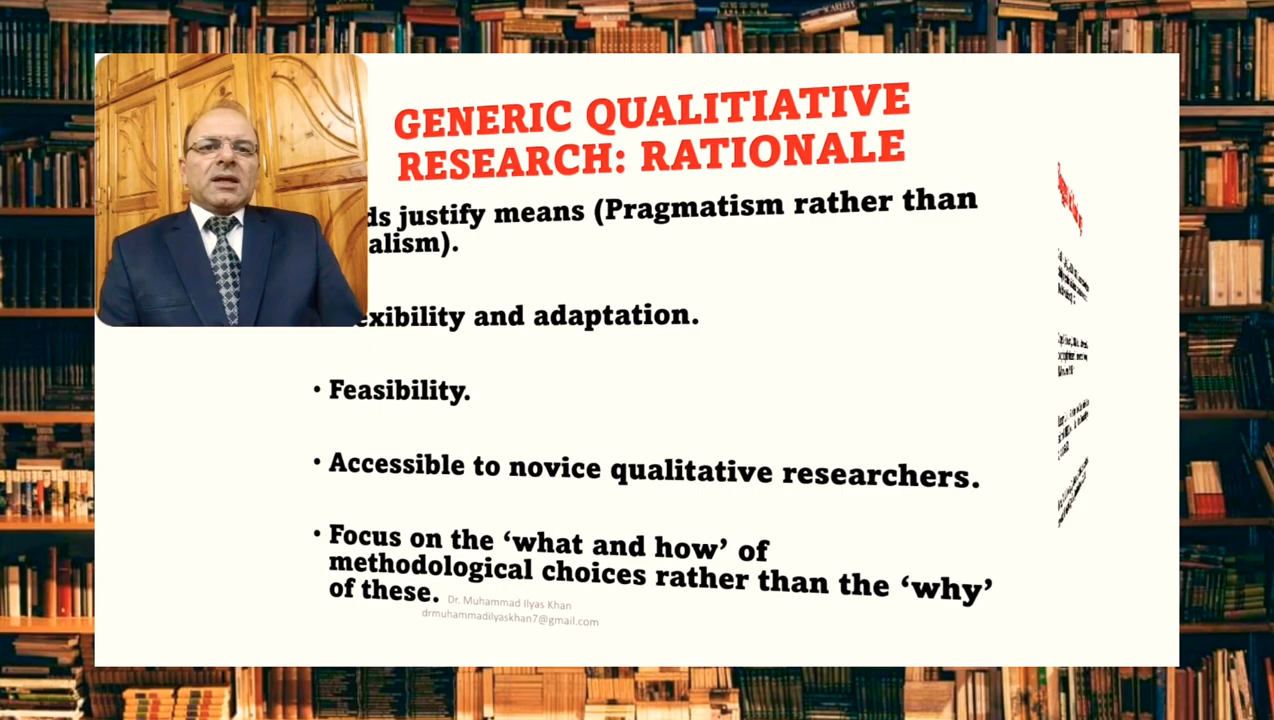 GENERIC QUALITIATIVE
RESEARCH: RATIONALE
ds justify means (Pragmatism rather than
alism).
exibility and adaptation.
• Feasibility.
• Accessible to novice qualitative researchers.
• Focus on the ‘what and how’ of
methodological choices rather than the ‘why’
of these.
Dr. Muhammad Ilyas Khan
drmuhammadilyaskhan7@gmail.com